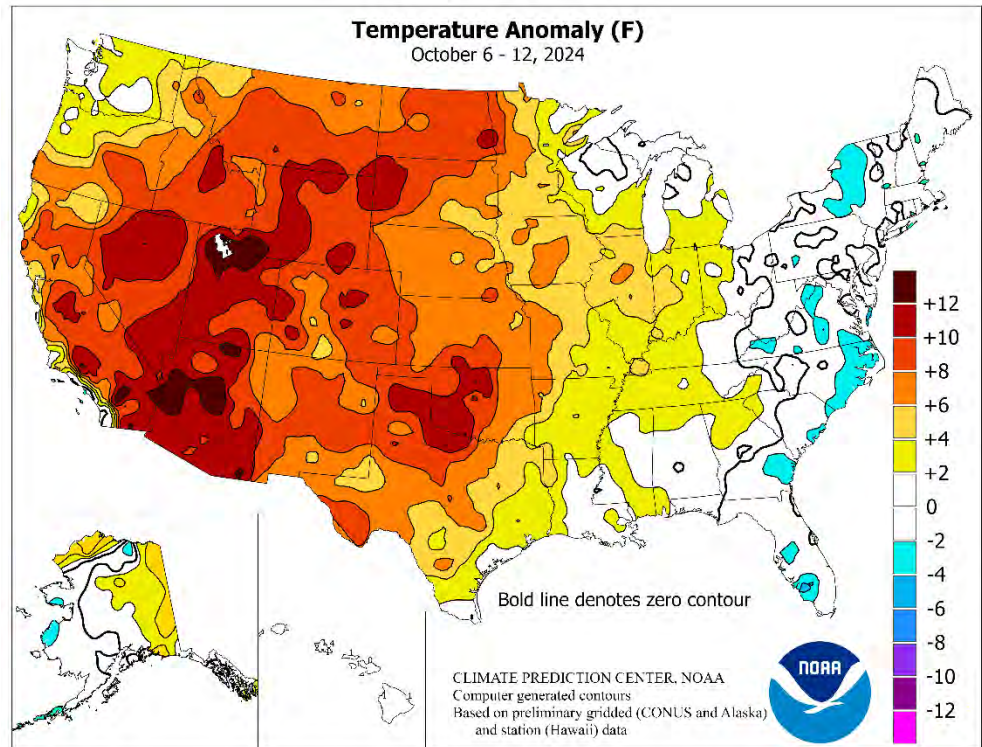 Temperature Anomaly (F)
October 6 - 12, 2024
+12
+10
+8
+6
+4
+2
0
-2
-4
-6
-8
-10
-12
Bold line denotes zero contour
CLIMATE PREDICTION CENTER, NOAA
Computer generated contours
Based on preliminary gridded (CONUS and Alaska)
and station (Hawaii) data
NOAA